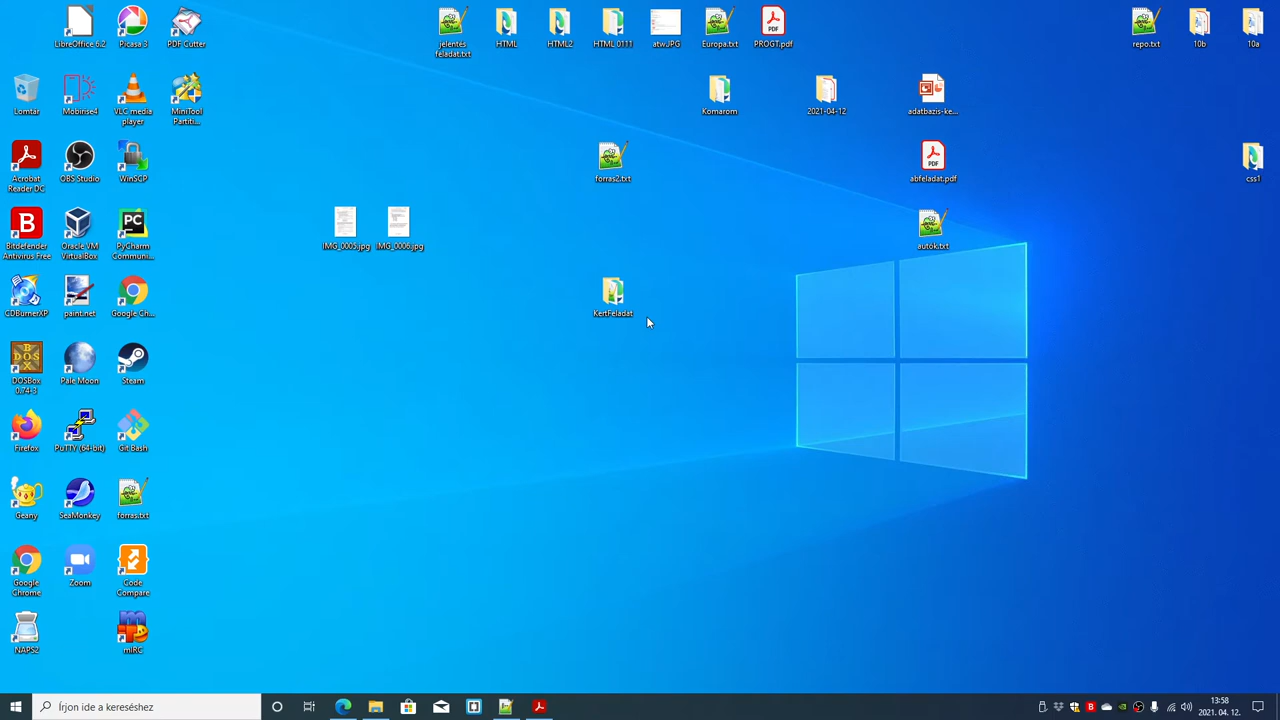 LibreOffice 6.2
Picasa 3
PDF Cutter
jelentes
feladat.txt
HTML
HTML2
HTML 0111
atwJPG
Europa.txt
PROGT.pdf
repo.txt
10b
10a
Lomtár
Mobirise4
VLC media
player
MiniTool
Partiti...
Komarom
2021-04-12
adatbazis-ke...
Acrobat
Reader DC
OBS Studio
WinSCP
forras2.txt
abfeladat.pdf
css1
Bitdefender
Antivirus Free
Oracle VM
VirtualBox
PyCharm
Communi...
IMG_0005.jpg
IMG_0006.jpg
autok.txt
CDBurnerXP
paint.net
Google Ch...
KertFeladat
DOSBox
0.74-3
Pale Moon
Steam
Firefox
PuTTY (64-bit)
Git Bash
Geany
SeaMonkey
forras.txt
Google
Chrome
Zoom
Code
Compare
NAPS2
mIRC
Írjon ide a kereséshez
13:58
2021. 04. 12.